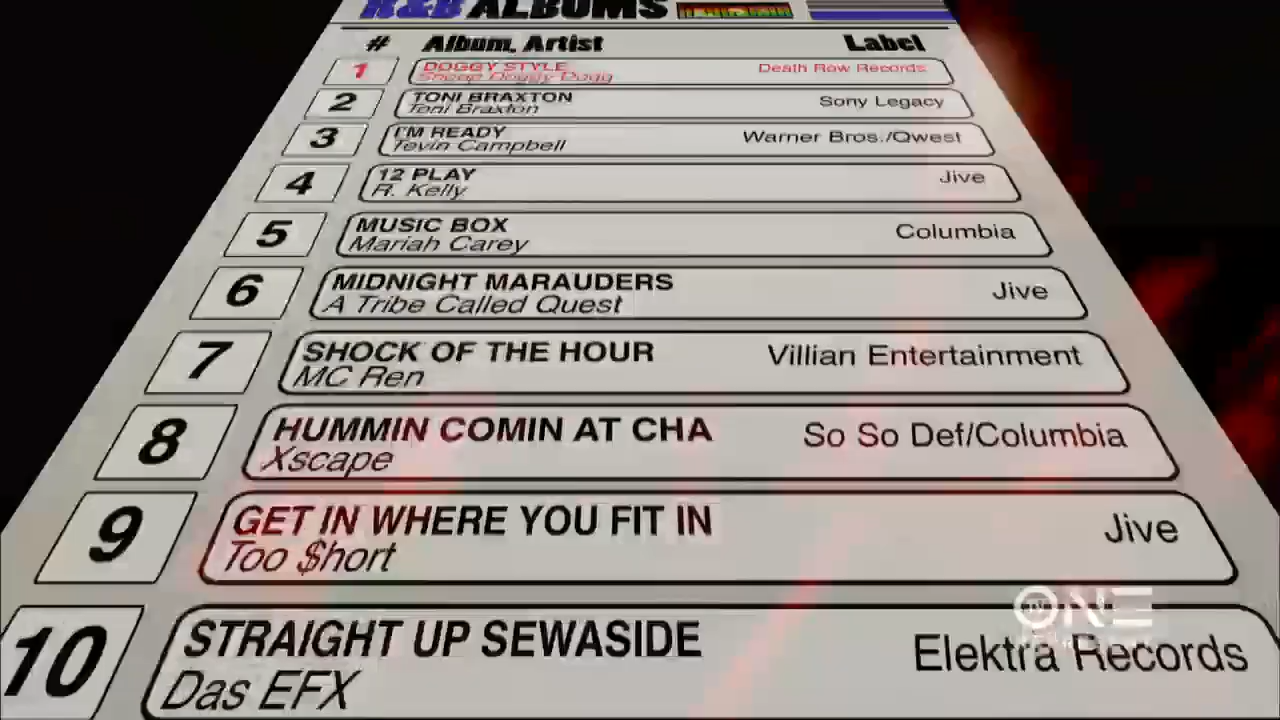 R&B ALBUMS
# Album, Artist Label
1 DOGGY STYLE Death Row Records
Snoop Doggy Dogg
2 TONI BRAXTON Sony Legacy
Toni Braxton
3 I'M READY Warner Bros./Qwest
Tevin Campbell
4 12 PLAY Jive
R. Kelly
5 MUSIC BOX Columbia
Mariah Carey
6 MIDNIGHT MARAUDERS Jive
A Tribe Called Quest
7 SHOCK OF THE HOUR Villian Entertainment
MC Ren
8 HUMMIN COMIN AT CHA So So Def/Columbia
Xscape
9 GET IN WHERE YOU FIT IN Jive
Too $hort
10 STRAIGHT UP SEWASIDE Elektra Records
Das EFX
TV ONE